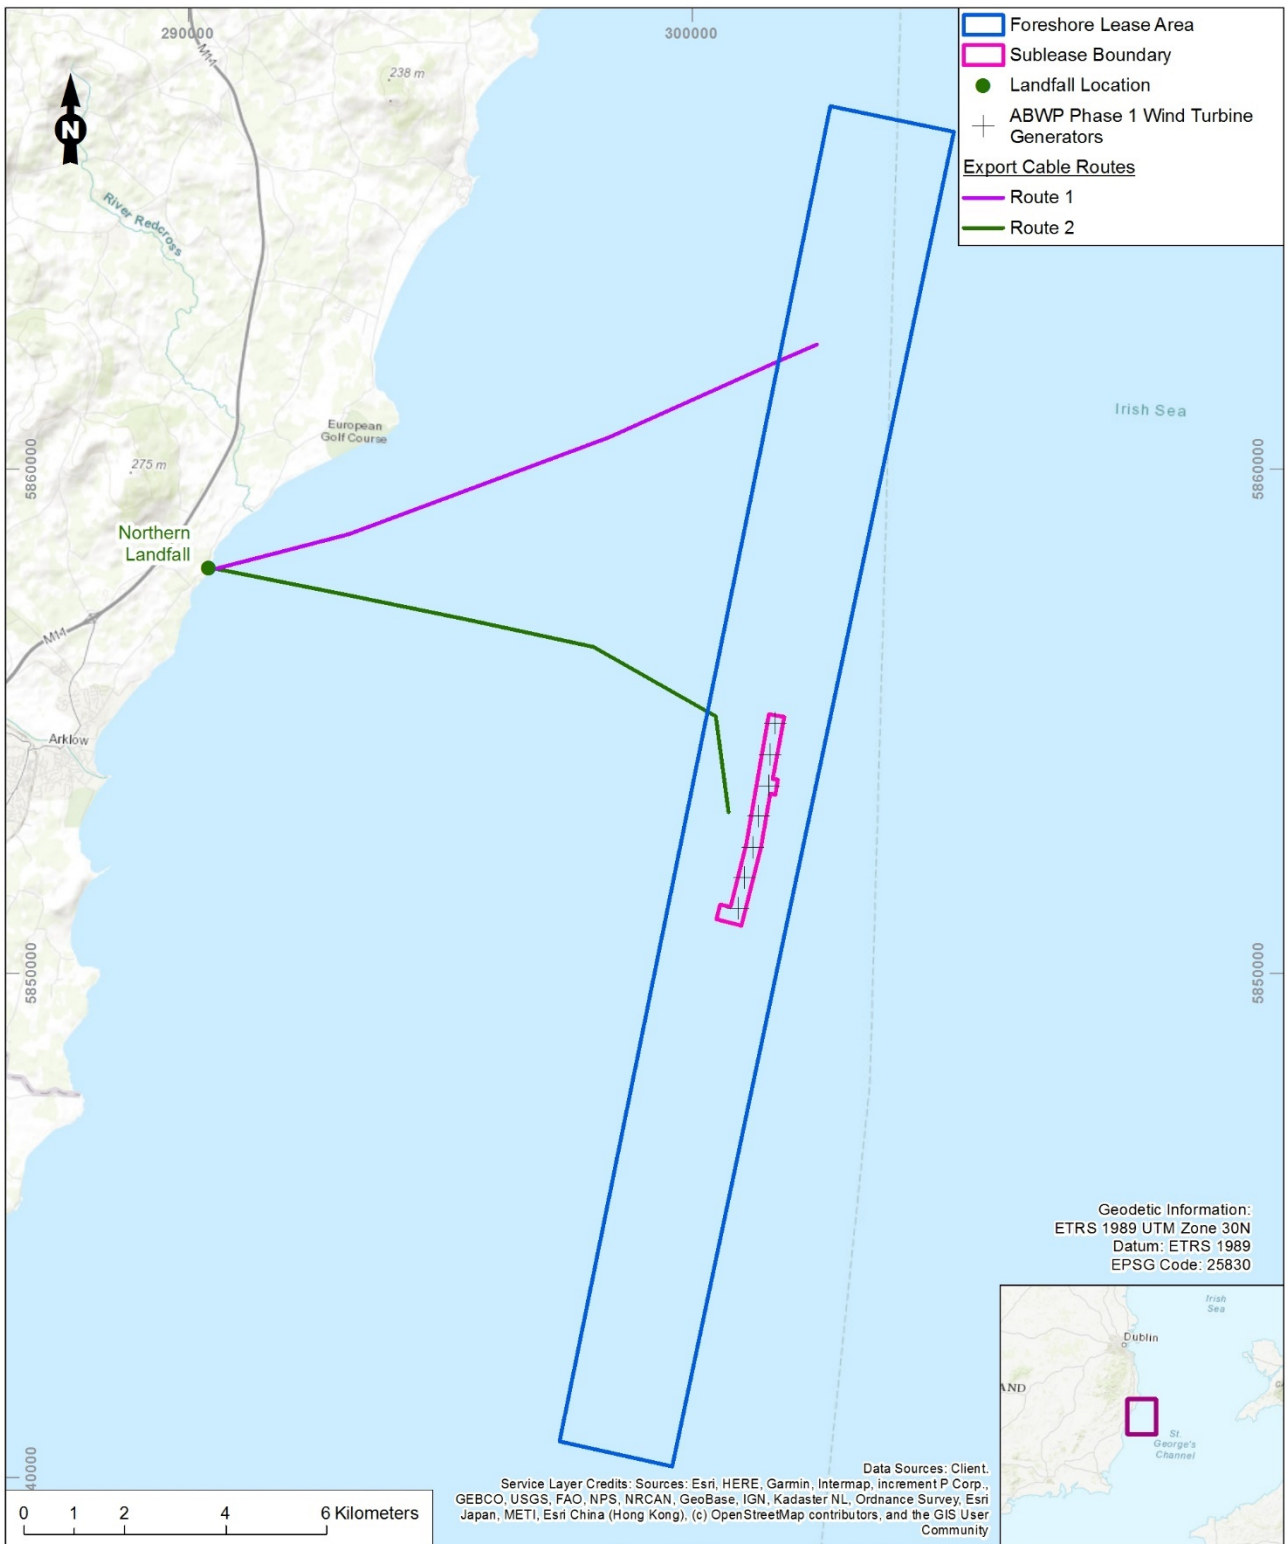 290000
300000
M11
238 m
River Redcross
Foreshore Lease Area
Sublease Boundary
Landfall Location
ABWP Phase 1 Wind Turbine
Generators
Export Cable Routes
Route 1
Route 2
N
Irish Sea
European
Golf Course
275 m
5860000
5860000
Northern
Landfall
M11
Arklow
5850000
5850000
Geodetic Information:
ETRS 1989 UTM Zone 30N
Datum: ETRS 1989
EPSG Code: 25830
Irish
Sea
Dublin
AND
St.
George's
Channel
40000
0 1 2 4 6 Kilometers
Data Sources: Client.
Service Layer Credits: Sources: Esri, HERE, Garmin, Intermap, increment P Corp.,
GEBCO, USGS, FAO, NPS, NRCAN, GeoBase, IGN, Kadaster NL, Ordnance Survey, Esri
Japan, METI, Esri China (Hong Kong), (c) OpenStreetMap contributors, and the GIS User
Community